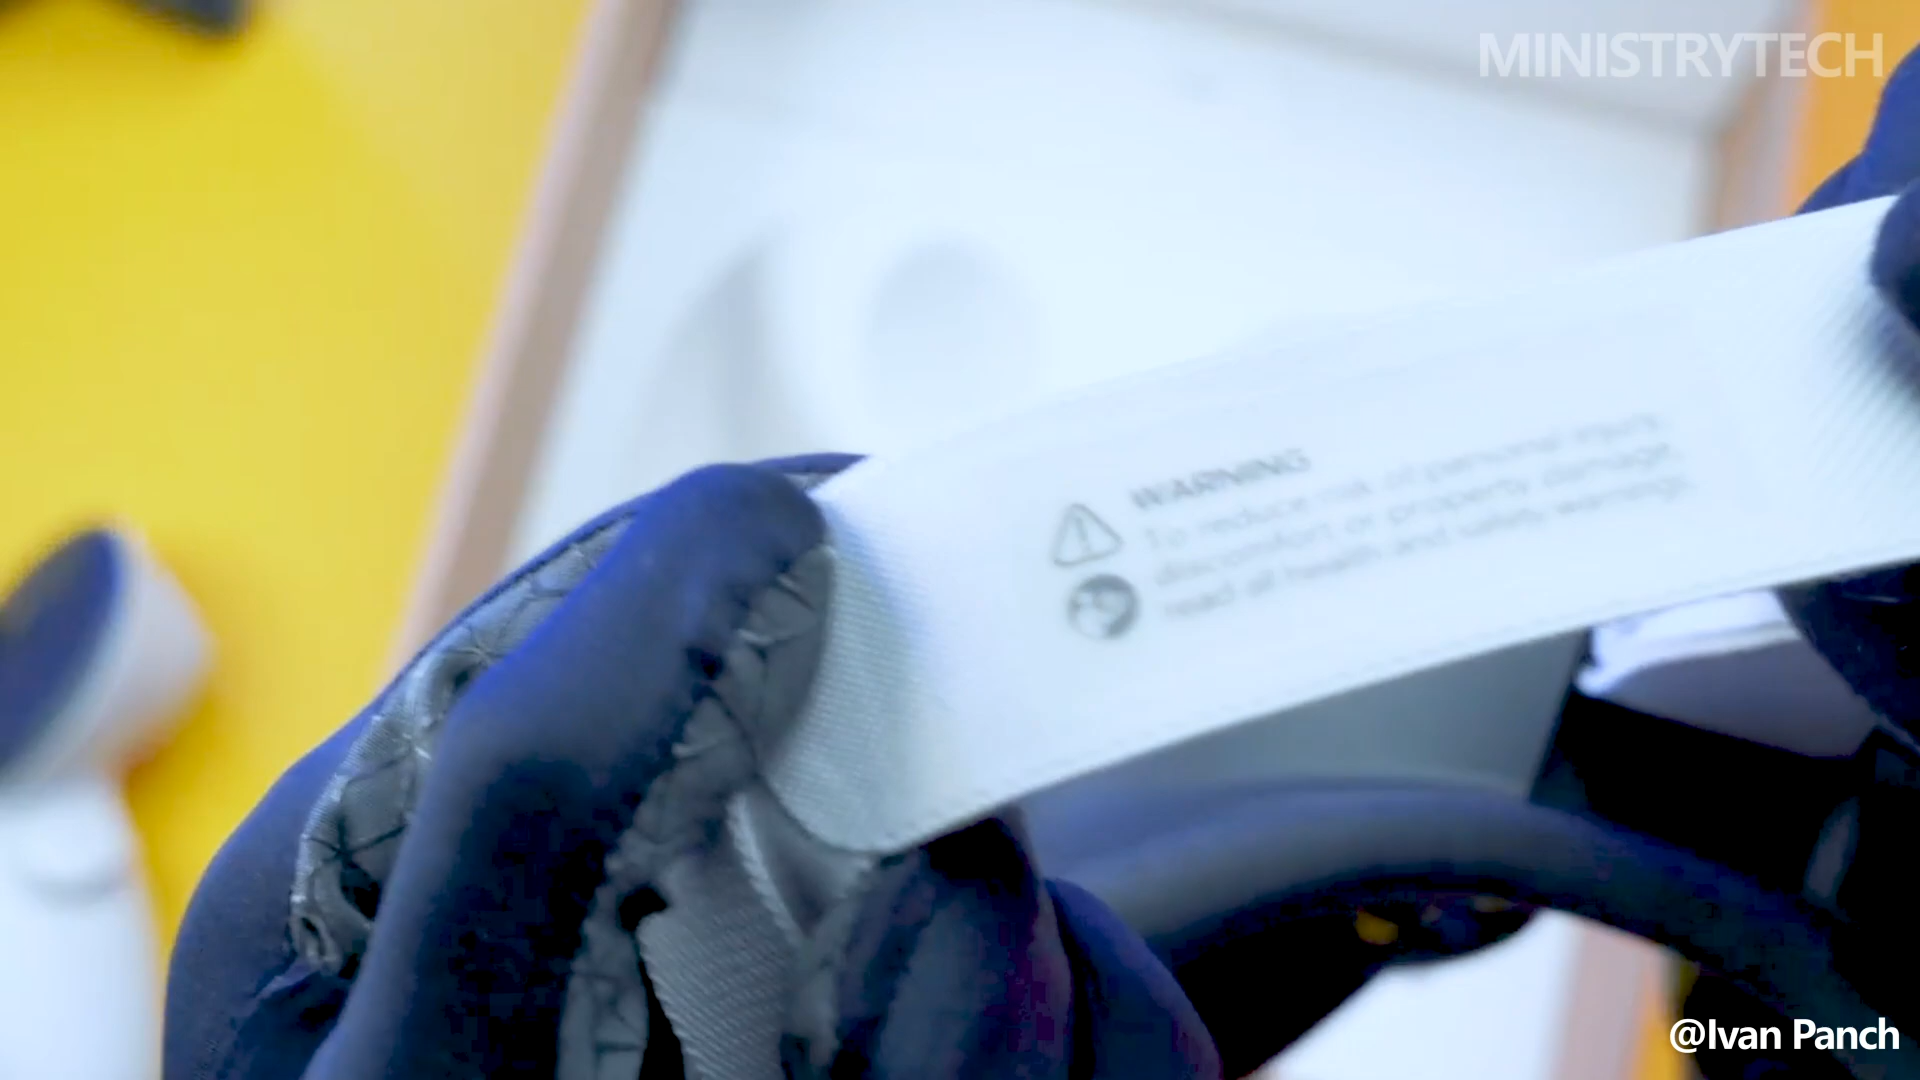 MINISTRYTECH
WARNING
To reduce risk of personal injury,
discomfort or property damage,
read all health and safety warnings.
@Ivan Panch